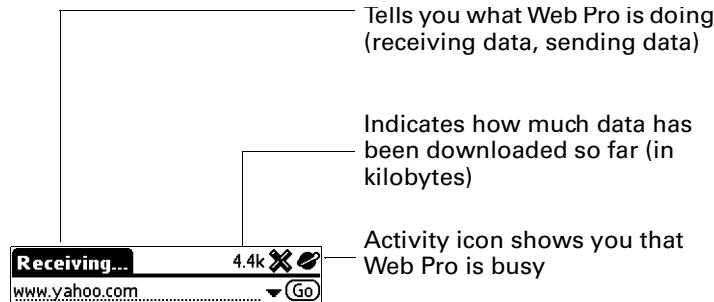 Tells you what Web Pro is doing
(receiving data, sending data)
Indicates how much data has
been downloaded so far (in
kilobytes)
Activity icon shows you that
Web Pro is busy
Receiving... 4.4k
www.yahoo.com Go